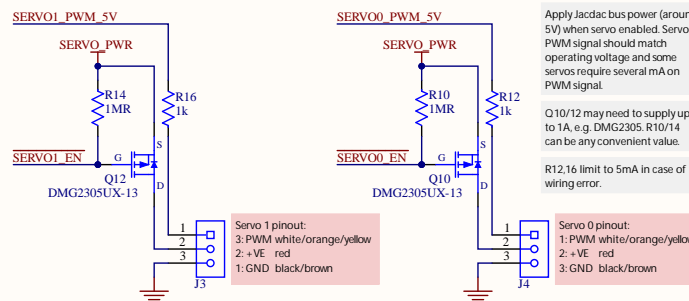 SERVO1_PWM_5V
SERVO_PWR
R14
1MR
R16
1k
SERVO1_EN
G
S
D
Q12
DMG2305UX-13
1
2
3
J3
Servo 1 pinout:
3: PWM white/orange/yellow
2: +VE red
1: GND black/brown
SERVO0_PWM_5V
SERVO_PWR
R10
1MR
R12
1k
SERVO0_EN
G
S
D
Q10
DMG2305UX-13
1
2
3
J4
Servo 0 pinout:
1: PWM white/orange/yellow
2: +VE red
3: GND black/brown
Apply Jacdac bus power (aroun
5V) when servo enabled. Servo
PWM signal should match
operating voltage and some
servos require several mA on
PWM signal.
Q10/12 may need to supply up
to 1A, e.g. DMG2305. R10/14
can be any convenient value.
R12,16 limit to 5mA in case of
wiring error.